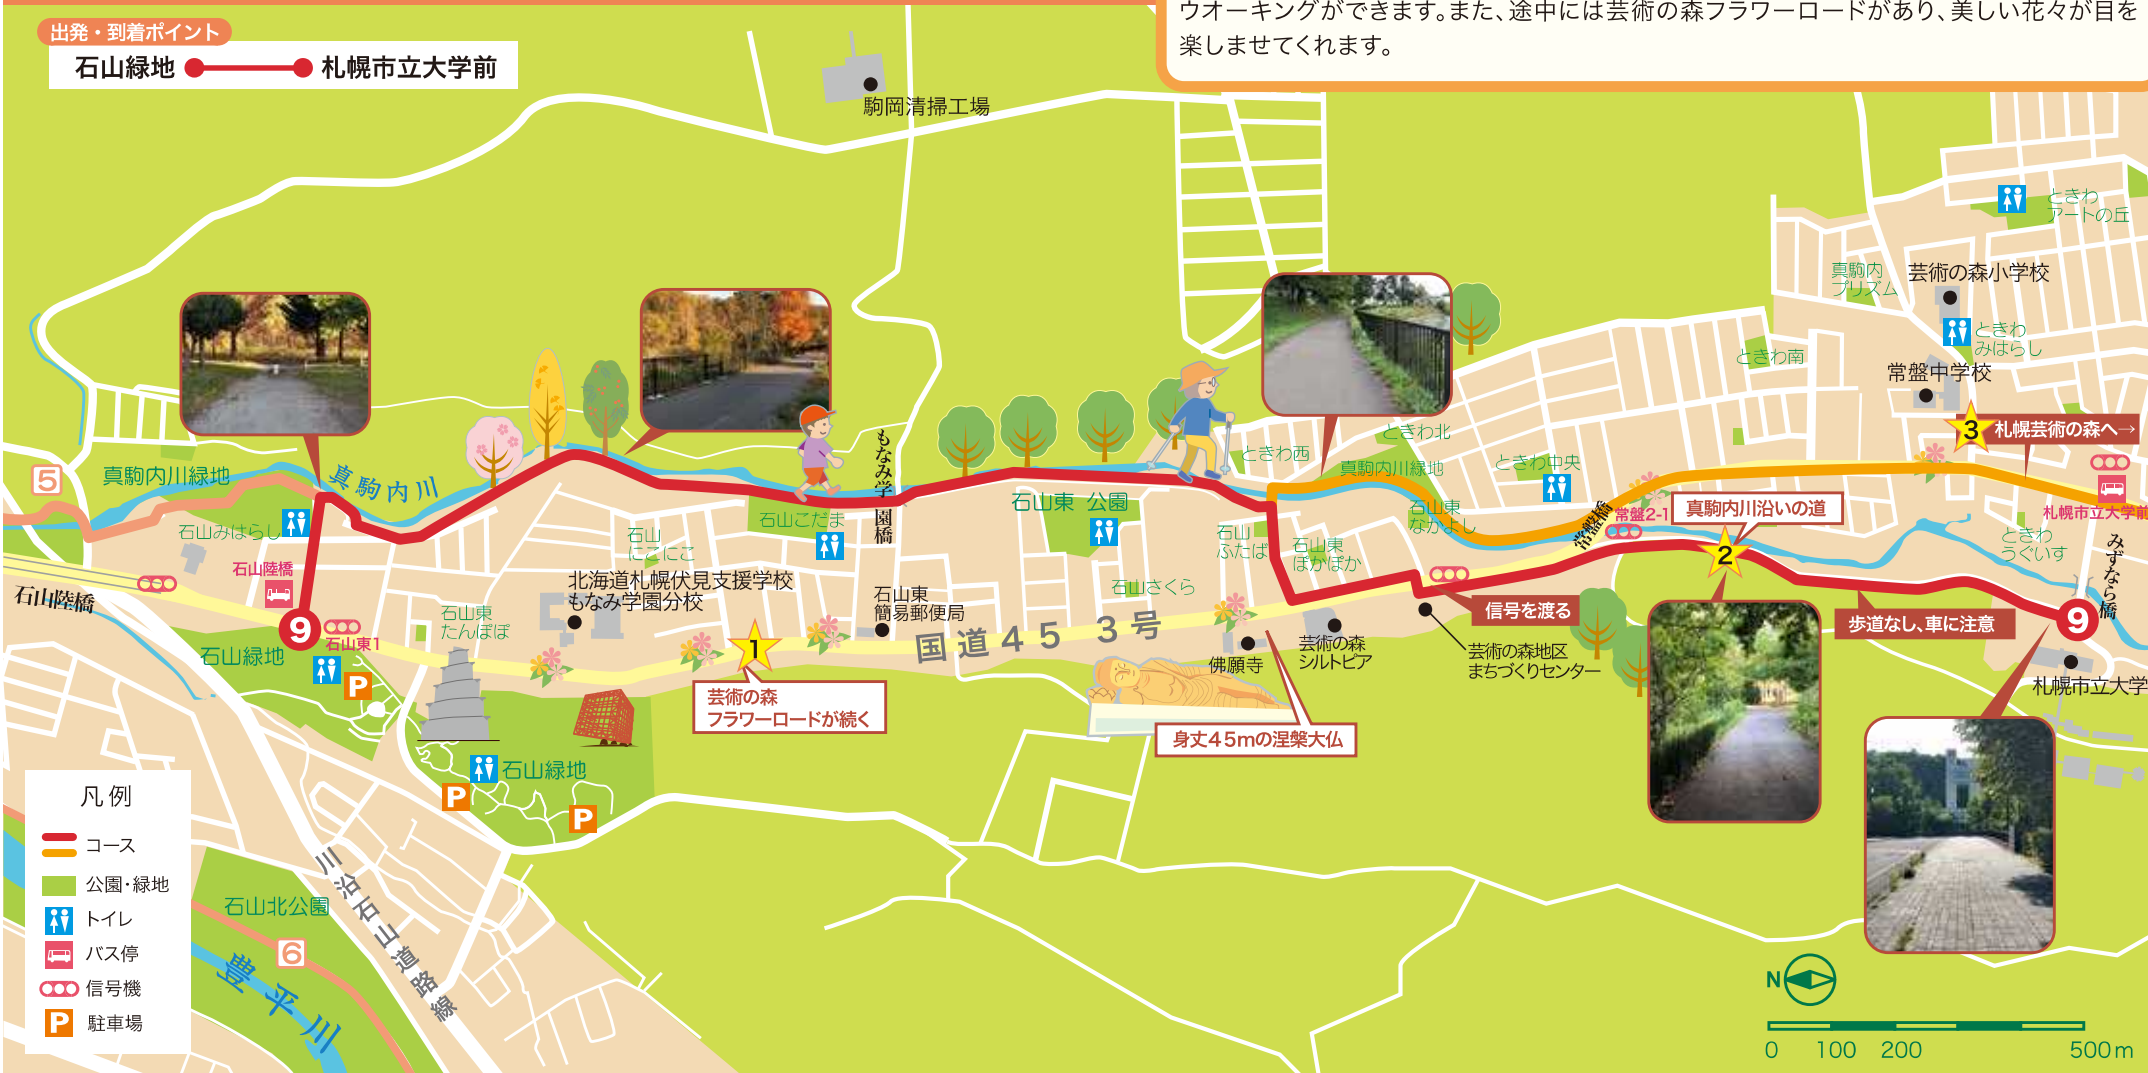 ウオーキングができます。また、途中には芸術の森フラワーロードがあり、美しい花々が目を
楽しませてくれます。
出発・到着ポイント
石山緑地
札幌市立大学前
駒岡清掃工場
ときわ
アートの丘
真駒内
プリズム
芸術の森小学校
ときわ
みはらし
ときわ南
常盤中学校
3
札幌芸術の森へ→
5
真駒内川緑地
真駒内川
もなみ学園橋
ときわ西
ときわ北
真駒内川緑地
ときわ中央
石山東
なかよし
常盤橋
常盤2-1
真駒内川沿いの道
札幌市立大学前
石山みはらし
石山
にこにこ
石山こだま
石山東 公園
石山
ふたば
石山東
ぽかぽか
2
ときわ
うぐいす
みずなら橋
石山陸橋
石山陸橋
9
石山東1
石山東
たんぽぽ
北海道札幌伏見支援学校
もなみ学園分校
石山東
簡易郵便局
石山さくら
国道453号
信号を渡る
歩道なし、車に注意
9
石山緑地
P
1
芸術の森
フラワーロードが続く
佛願寺
芸術の森
シルトピア
芸術の森地区
まちづくりセンター
札幌市立大学
身丈45mの涅槃大仏
石山緑地
P
P
凡例
コース
公園・緑地
トイレ
バス停
信号機
P
駐車場
石山北公園
6
豊平川
川沿石山道路線
N
0 100 200 500m